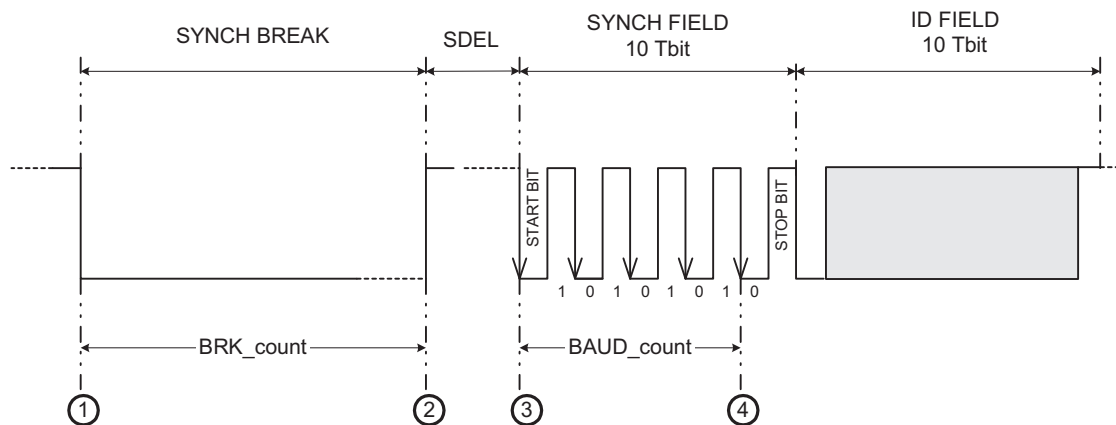 SYNCH BREAK
SDEL
SYNCH FIELD
10 Tbit
ID FIELD
10 Tbit
START BIT
STOP BIT
1 0 1 0 1 0 1 0
BRK_count
BAUD_count
1
2
3
4